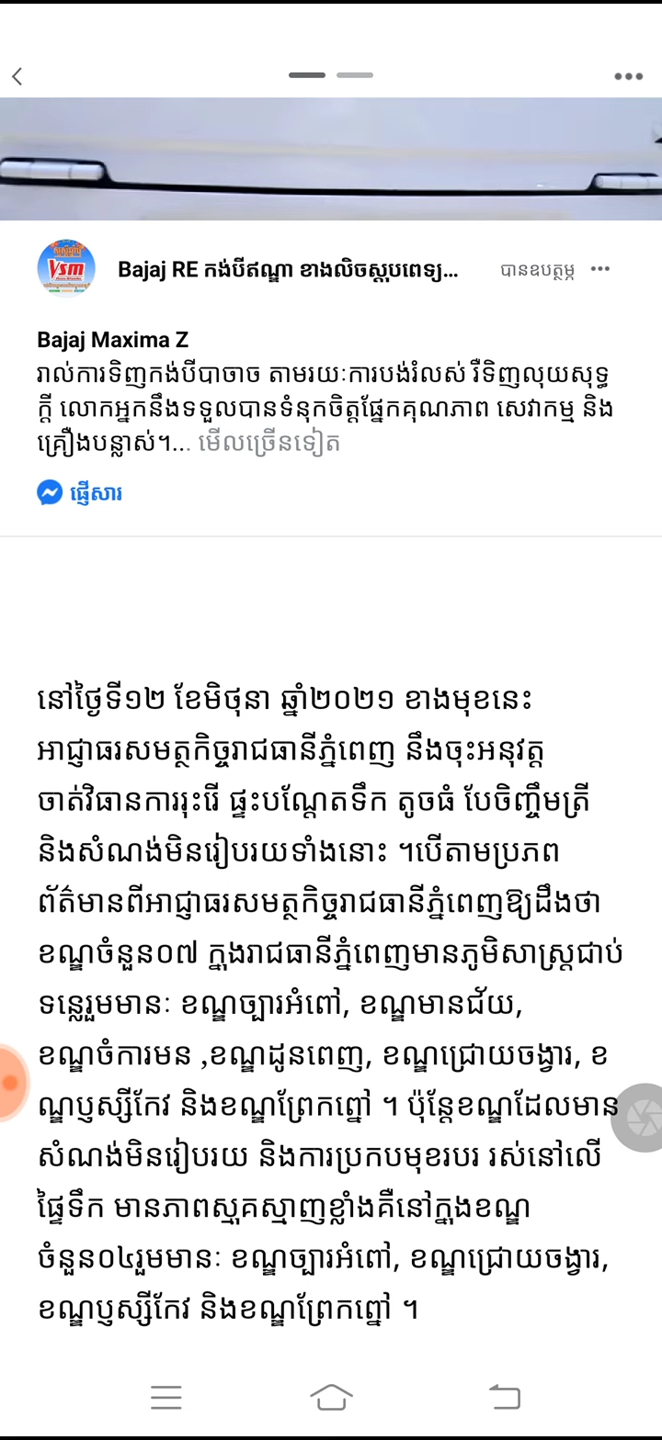 Vsm
Bajaj RE កង់បីឥណ្ឌា ខាងលិចស្តុបពេទ្យ...
បានឧបត្ថម្ភ
Bajaj Maxima Z
រាល់ការទិញកង់បីបាចាច តាមរយៈការបង់រំលស់ រឺទិញលុយសុទ្ធ
ក្តី លោកអ្នកនឹងទទួលបានទំនុកចិត្តផ្នែកគុណភាព សេវាកម្ម និង
គ្រឿងបន្លាស់។... មើលច្រើនទៀត
ផ្ញើសារ
នៅថ្ងៃទី១២ ខែមិថុនា ឆ្នាំ២០២១ ខាងមុខនេះ
អាជ្ញាធរសមត្ថកិច្ចរាជធានីភ្នំពេញ នឹងចុះអនុវត្ត
ចាត់វិធានការរុះរើ ផ្ទះបណ្តែតទឹក តូចធំ បែចិញ្ចឹមត្រី
និងសំណង់មិនរៀបរយទាំងនោះ ។បើតាមប្រភព
ព័ត៌មានពីអាជ្ញាធរសមត្ថកិច្ចរាជធានីភ្នំពេញឱ្យដឹងថា
ខណ្ឌចំនួន០៧ ក្នុងរាជធានីភ្នំពេញមានភូមិសាស្ត្រជាប់
ទន្លេរួមមានៈ ខណ្ឌច្បារអំពៅ, ខណ្ឌមានជ័យ,
ខណ្ឌចំការមន ,ខណ្ឌដូនពេញ, ខណ្ឌជ្រោយចង្វារ, ខ
ណ្ឌឫស្សីកែវ និងខណ្ឌព្រែកព្នៅ ។ ប៉ុន្តែខណ្ឌដែលមាន
សំណង់មិនរៀបរយ និងការប្រកបមុខរបរ រស់នៅលើ
ផ្ទៃទឹក មានភាពស្មុគស្មាញខ្លាំងគឺនៅក្នុងខណ្ឌ
ចំនួន០៤រួមមានៈ ខណ្ឌច្បារអំពៅ, ខណ្ឌជ្រោយចង្វារ,
ខណ្ឌឫស្សីកែវ និងខណ្ឌព្រែកព្នៅ ។